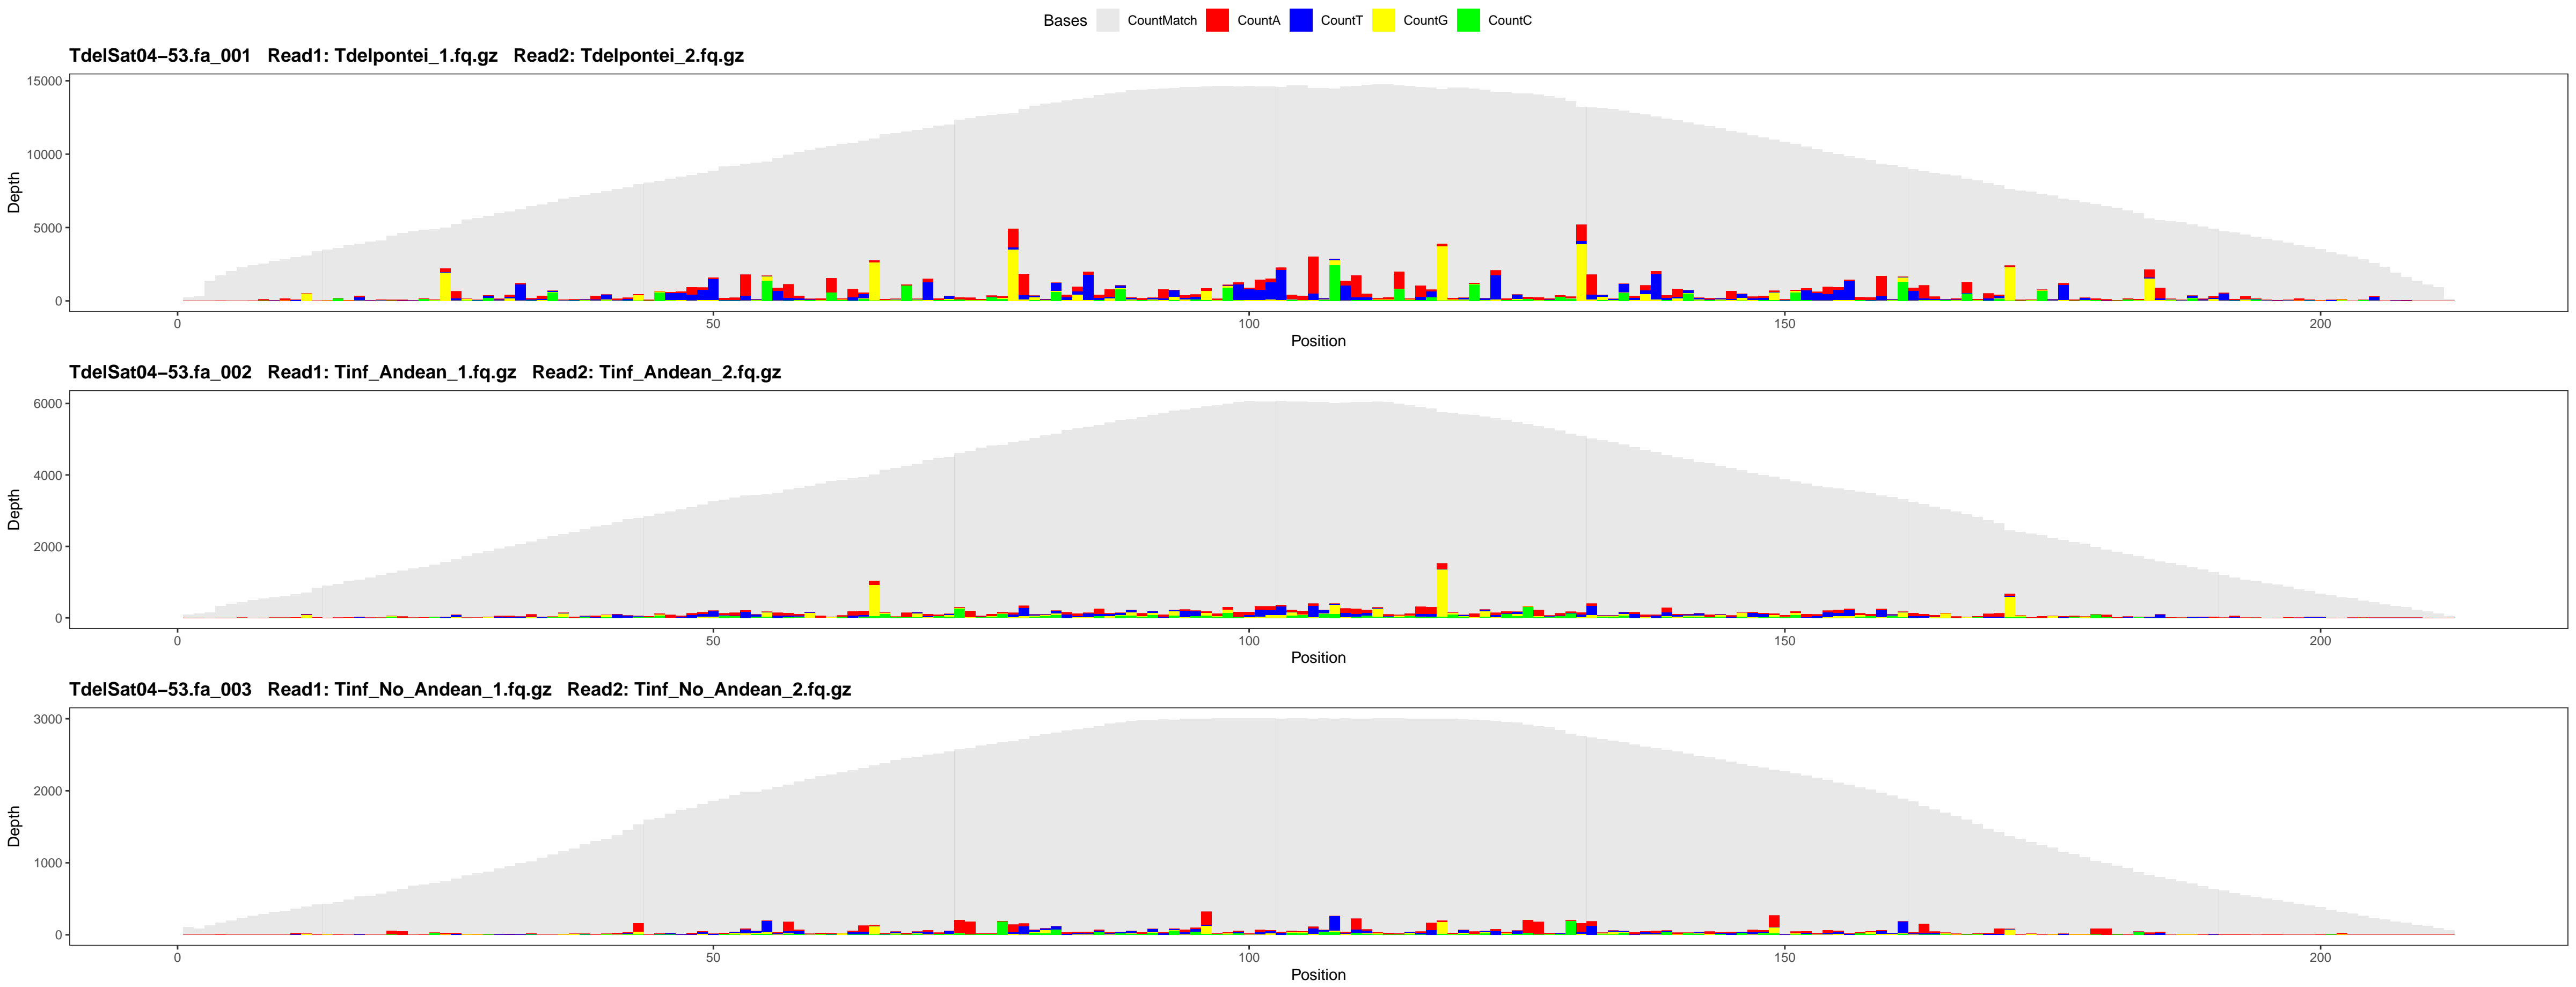 Bases CountMatch CountA CountT CountG CountC
TdelSat04−53.fa_001 Read1: Tdelpontei_1.fq.gz Read2: Tdelpontei_2.fq.gz
15000
10000
5000
0
Depth
0 50 100 150 200
Position
TdelSat04−53.fa_002 Read1: Tinf_Andean_1.fq.gz Read2: Tinf_Andean_2.fq.gz
6000
4000
2000
0
Depth
0 50 100 150 200
Position
TdelSat04−53.fa_003 Read1: Tinf_No_Andean_1.fq.gz Read2: Tinf_No_Andean_2.fq.gz
3000
2000
1000
0
Depth
0 50 100 150 200
Position